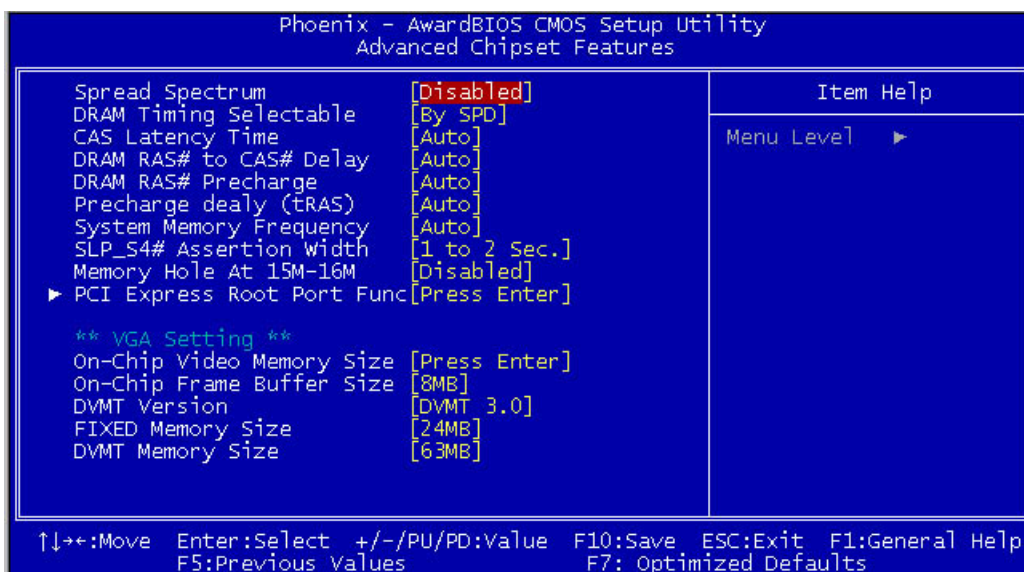 Phoenix - AwardBIOS CMOS Setup Utility
Advanced Chipset Features
Spread Spectrum [Disabled]
DRAM Timing Selectable [By SPD]
CAS Latency Time [Auto]
DRAM RAS# to CAS# Delay [Auto]
DRAM RAS# Precharge [Auto]
Precharge dealy (tRAS) [Auto]
System Memory Frequency [Auto]
SLP_S4# Assertion Width [1 to 2 Sec.]
Memory Hole At 15M-16M [Disabled]
► PCI Express Root Port Func[Press Enter]
** VGA Setting **
On-Chip Video Memory Size [Press Enter]
On-Chip Frame Buffer Size [8MB]
DVMT Version [DVMT 3.0]
FIXED Memory Size [24MB]
DVMT Memory Size [63MB]
Item Help
Menu Level ►
↑↓→←:Move Enter:Select +/-/PU/PD:Value F10:Save ESC:Exit F1:General Help
F5:Previous Values F7: Optimized Defaults